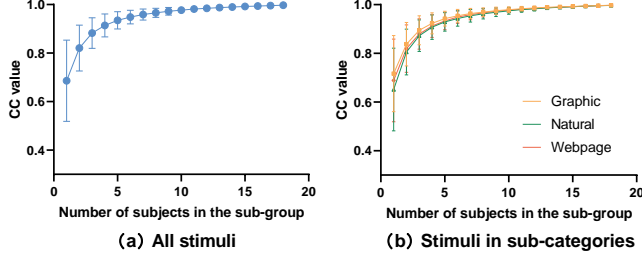 CC value
1.0
0.8
0.6
0.4
0
5
10
15
20
Number of subjects in the sub-group
(a) All stimuli
CC value
1.0
0.8
0.6
0.4
Graphic
Natural
Webpage
0
5
10
15
20
Number of subjects in the sub-group
(b) Stimuli in sub-categories